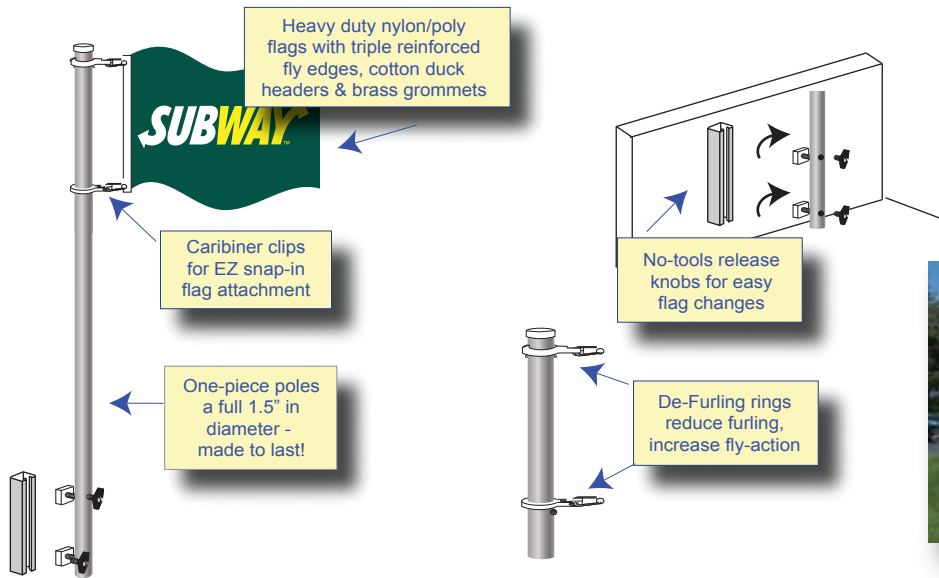 Heavy duty nylon/poly
flags with triple reinforced
fly edges, cotton duck
headers & brass grommets
SUBWAY™
Caribiner clips
for EZ snap-in
flag attachment
No-tools release
knobs for easy
flag changes
One-piece poles
a full 1.5” in
diameter -
made to last!
De-Furling rings
reduce furling,
increase fly-action